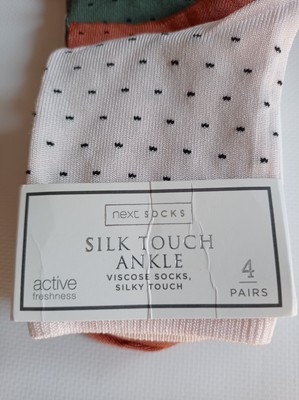 next SOCKS
SILK TOUCH
ANKLE
VISCOSE SOCKS,
SILKY TOUCH
active
freshness
4
PAIRS